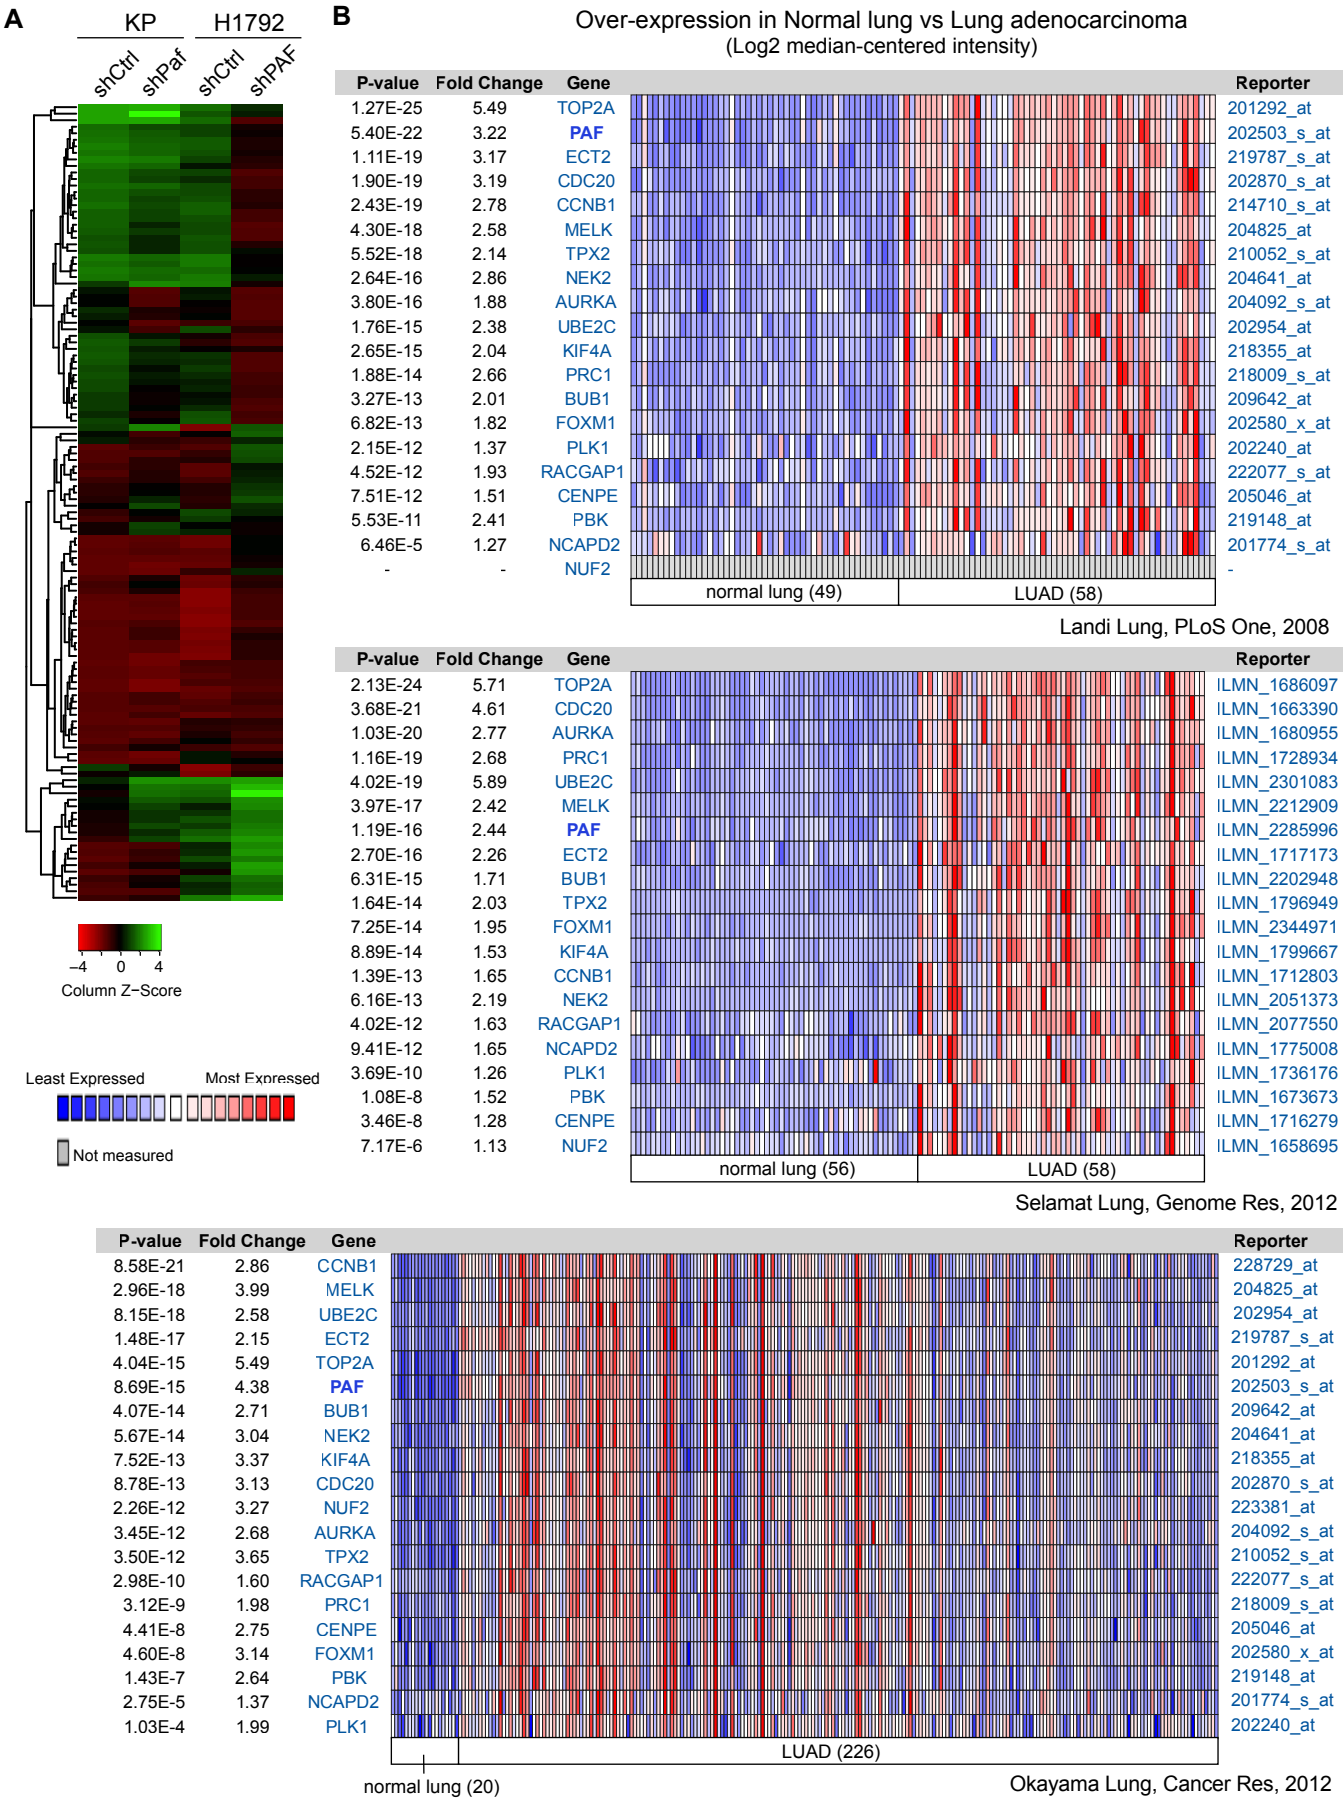 A
KP H1792
shCtrl shPaf shCtrl shPAF
−4 0 4
Column Z−Score
Least Expressed Most Expressed
Not measured
B
Over-expression in Normal lung vs Lung adenocarcinoma
(Log2 median-centered intensity)
P-value Fold Change Gene Reporter
1.27E-25 5.49 TOP2A 201292_at
5.40E-22 3.22 PAF 202503_s_at
1.11E-19 3.17 ECT2 219787_s_at
1.90E-19 3.19 CDC20 202870_s_at
2.43E-19 2.78 CCNB1 214710_s_at
4.30E-18 2.58 MELK 204825_at
5.52E-18 2.14 TPX2 210052_s_at
2.64E-16 2.86 NEK2 204641_at
3.80E-16 1.88 AURKA 204092_s_at
1.76E-15 2.38 UBE2C 202954_at
2.65E-15 2.04 KIF4A 218355_at
1.88E-14 2.66 PRC1 218009_s_at
3.27E-13 2.01 BUB1 209642_at
6.82E-13 1.82 FOXM1 202580_x_at
2.15E-12 1.37 PLK1 202240_at
4.52E-12 1.93 RACGAP1 222077_s_at
7.51E-12 1.51 CENPE 205046_at
5.53E-11 2.41 PBK 219148_at
6.46E-5 1.27 NCAPD2 201774_s_at
- - NUF2 -
normal lung (49) LUAD (58)
Landi Lung, PLoS One, 2008
P-value Fold Change Gene Reporter
2.13E-24 5.71 TOP2A ILMN_1686097
3.68E-21 4.61 CDC20 ILMN_1663390
1.03E-20 2.77 AURKA ILMN_1680955
1.16E-19 2.68 PRC1 ILMN_1728934
4.02E-19 5.89 UBE2C ILMN_2301083
3.97E-17 2.42 MELK ILMN_2212909
1.19E-16 2.44 PAF ILMN_2285996
2.70E-16 2.26 ECT2 ILMN_1717173
6.31E-15 1.71 BUB1 ILMN_2202948
1.64E-14 2.03 TPX2 ILMN_1796949
7.25E-14 1.95 FOXM1 ILMN_2344971
8.89E-14 1.53 KIF4A ILMN_1799667
1.39E-13 1.65 CCNB1 ILMN_1712803
6.16E-13 2.19 NEK2 ILMN_2051373
4.02E-12 1.63 RACGAP1 ILMN_2077550
9.41E-12 1.65 NCAPD2 ILMN_1775008
3.69E-10 1.26 PLK1 ILMN_1736176
1.08E-8 1.52 PBK ILMN_1673673
3.46E-8 1.28 CENPE ILMN_1716279
7.17E-6 1.13 NUF2 ILMN_1658695
normal lung (56) LUAD (58)
Selamat Lung, Genome Res, 2012
P-value Fold Change Gene Reporter
8.58E-21 2.86 CCNB1 228729_at
2.96E-18 3.99 MELK 204825_at
8.15E-18 2.58 UBE2C 202954_at
1.48E-17 2.15 ECT2 219787_s_at
4.04E-15 5.49 TOP2A 201292_at
8.69E-15 4.38 PAF 202503_s_at
4.07E-14 2.71 BUB1 209642_at
5.67E-14 3.04 NEK2 204641_at
7.52E-13 3.37 KIF4A 218355_at
8.78E-13 3.13 CDC20 202870_s_at
2.26E-12 3.27 NUF2 223381_at
3.45E-12 2.68 AURKA 204092_s_at
3.50E-12 3.65 TPX2 210052_s_at
2.98E-10 1.60 RACGAP1 222077_s_at
3.12E-9 1.98 PRC1 218009_s_at
4.41E-8 2.75 CENPE 205046_at
4.60E-8 3.14 FOXM1 202580_x_at
1.43E-7 2.64 PBK 219148_at
2.75E-5 1.37 NCAPD2 201774_s_at
1.03E-4 1.99 PLK1 202240_at
LUAD (226)
normal lung (20)
Okayama Lung, Cancer Res, 2012